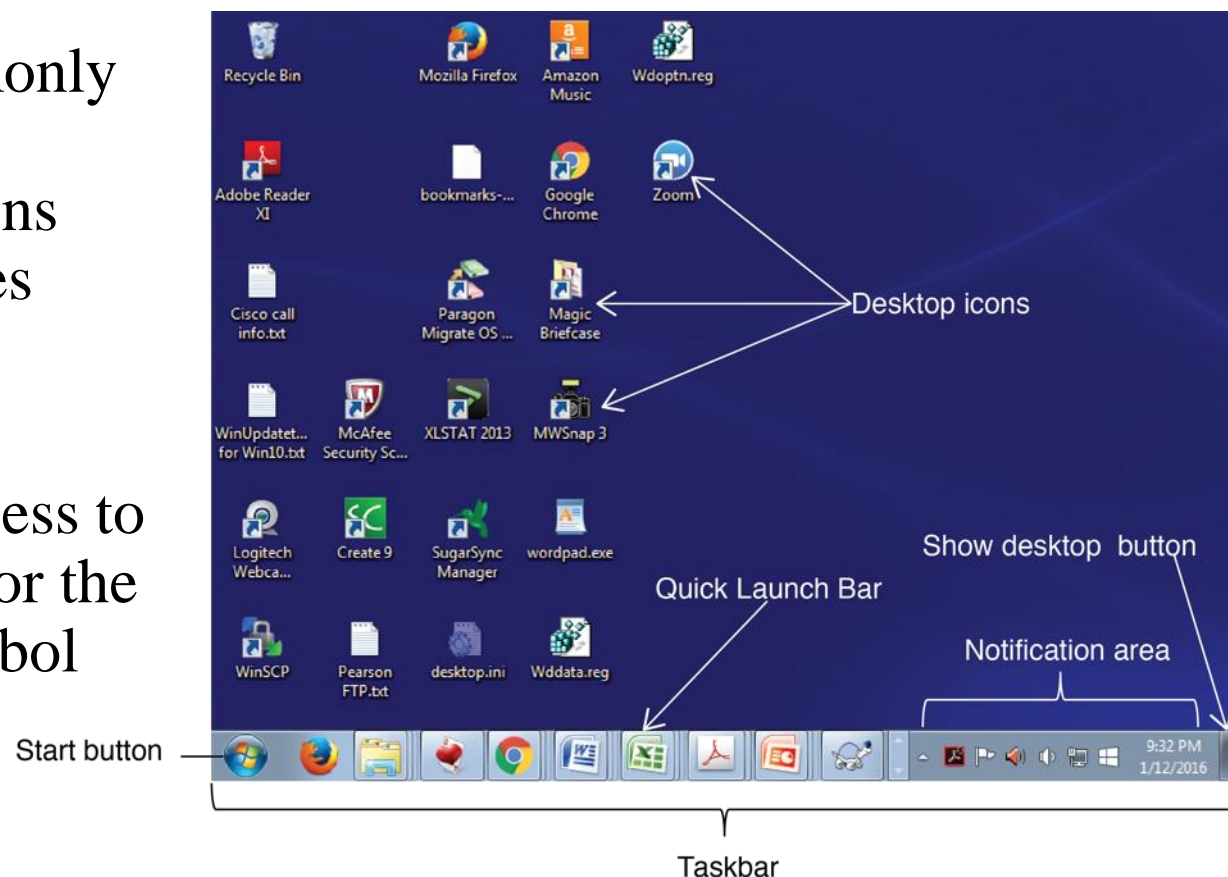 only
ns
es
ess to
or the
bol
Recycle Bin
Mozilla Firefox
Amazon
Music
Wdoptn.reg
Adobe Reader
XI
bookmarks-...
Google
Chrome
Zoom
Cisco call
info.txt
Paragon
Migrate OS ...
Magic
Briefcase
Desktop icons
WinUpdatet...
for Win10.txt
McAfee
Security Sc...
XLSTAT 2013
MWSnap 3
Logitech
Webca...
Create 9
SugarSync
Manager
wordpad.exe
Show desktop button
Quick Launch Bar
WinSCP
Pearson
FTP.txt
desktop.ini
Wddata.reg
Notification area
Start button
9:32 PM
1/12/2016
Taskbar